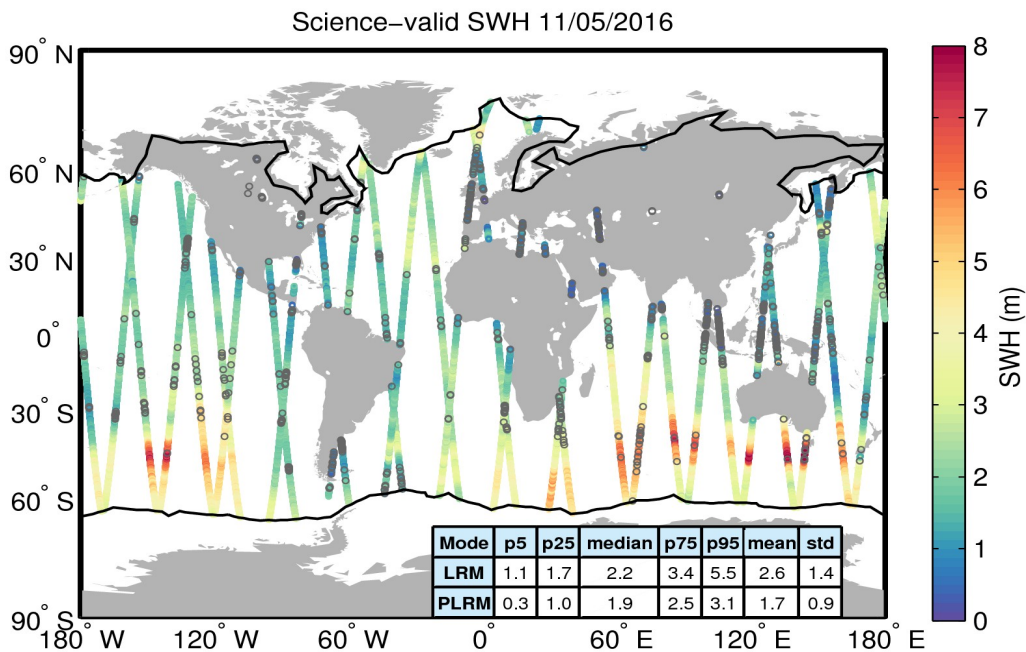 Science−valid SWH 11/05/2016
90° N
60° N
30° N
0°
30° S
60° S
90° S
180° W
120° W
60° W
0°
60° E
120° E
180° E
8
7
6
5
4
3
2
1
0
SWH (m)
Mode p5 p25 median p75 p95 mean std
LRM 1.1 1.7 2.2 3.4 5.5 2.6 1.4
PLRM 0.3 1.0 1.9 2.5 3.1 1.7 0.9